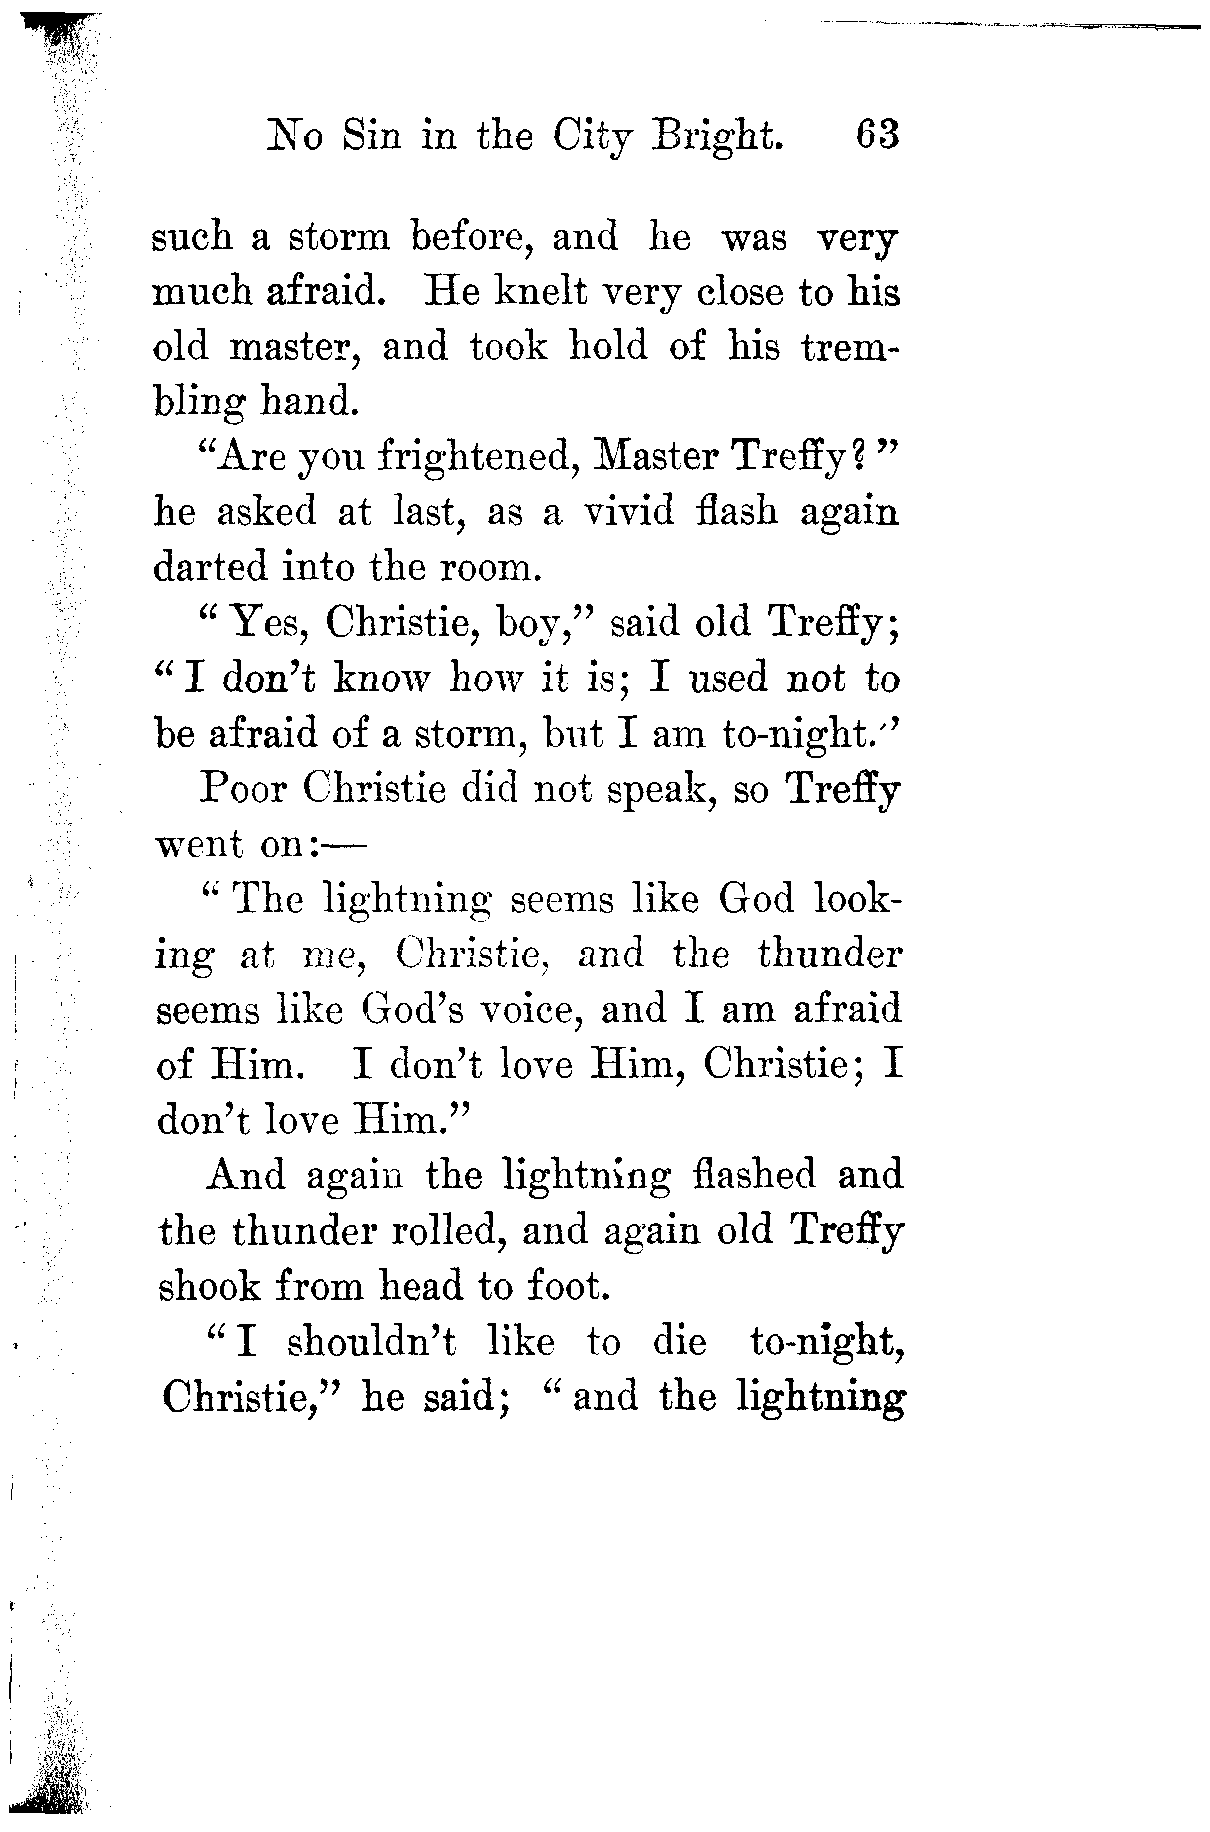 No Sin in the City Bright. 63
such a storm before, and he was very
much afraid. He knelt very close to his
old master, and took hold of his trem-
bling hand.
“Are you frightened, Master Treffy? ”
he asked at last, as a vivid flash again
darted into the room.
“ Yes, Christie, boy,” said old Treffy;
“ I don’t know how it is; I used not to
be afraid of a storm, but I am to-night.”
Poor Christie did not speak, so Treffy
went on:—
“ The lightning seems like God look-
ing at me, Christie, and the thunder
seems like God’s voice, and I am afraid
of Him. I don’t love Him, Christie; I
don’t love Him.”
And again the lightning flashed and
the thunder rolled, and again old Treffy
shook from head to foot.
“ I shouldn’t like to die to-night,
Christie,” he said; “ and the lightning